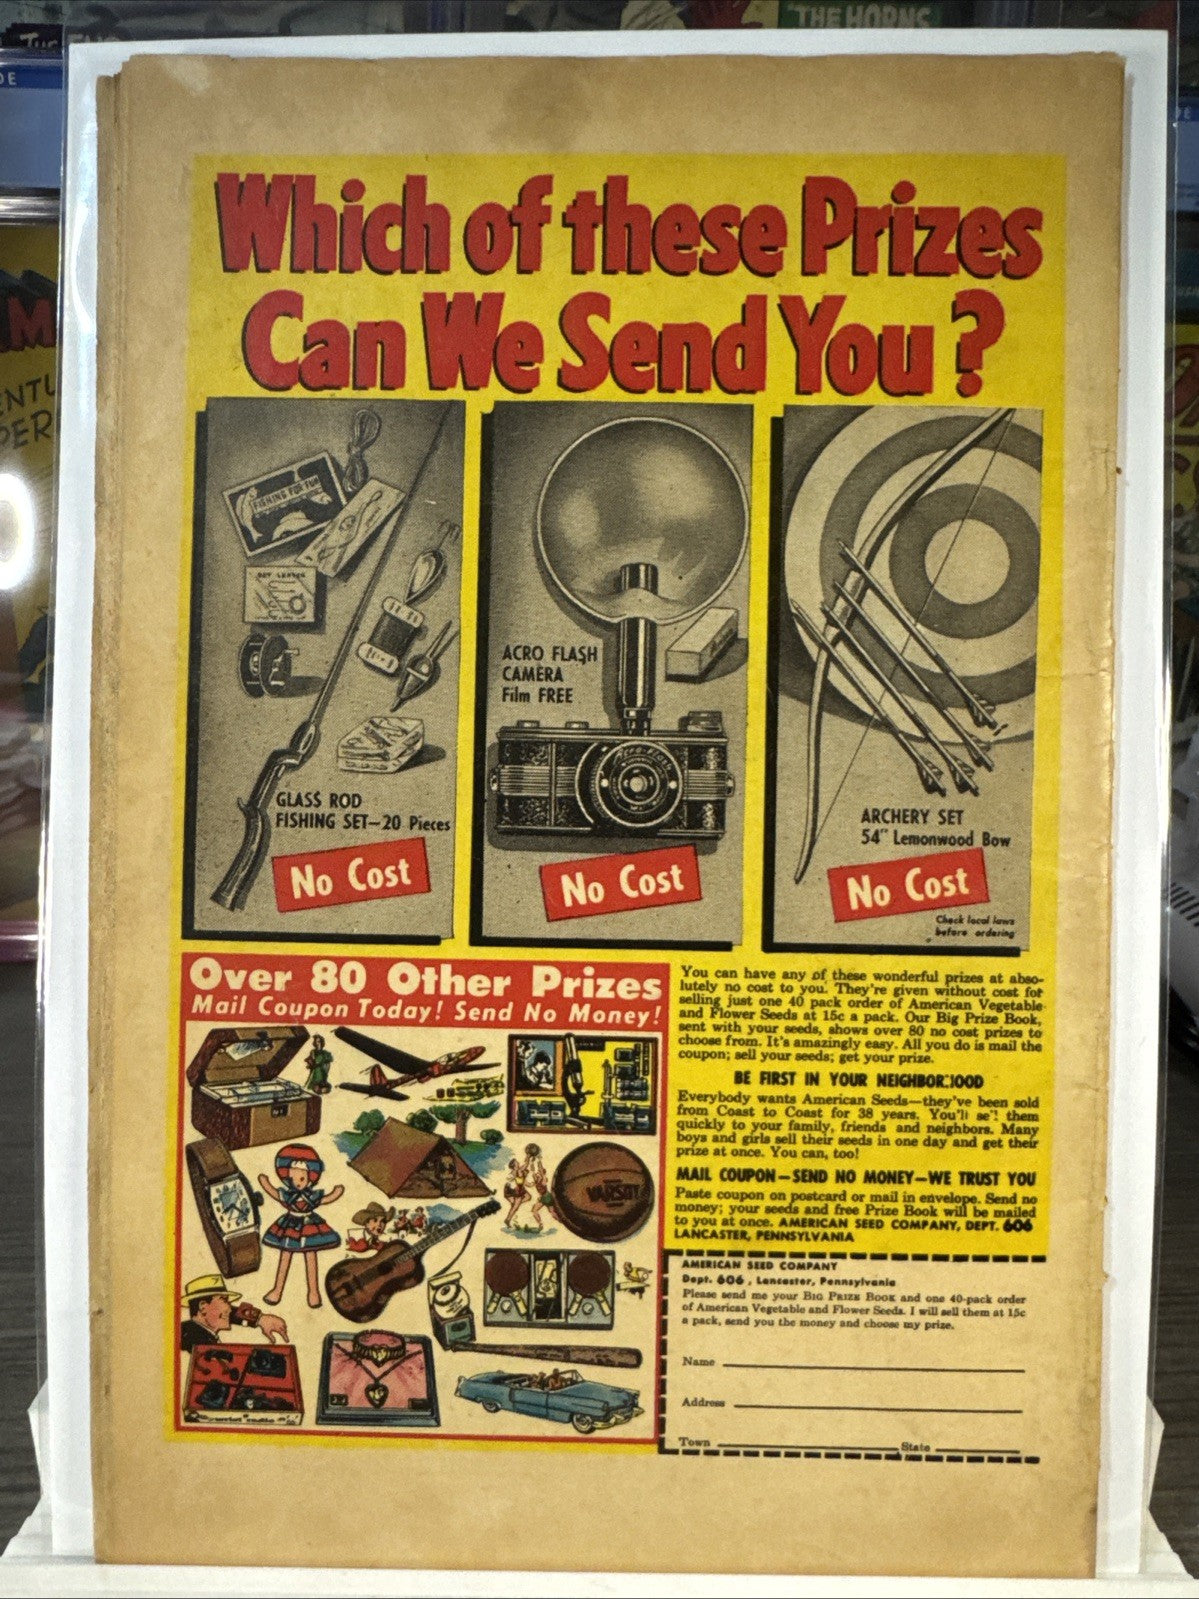 THE HORNS
Which of these Prizes
Can We Send You?
FISHING FOR FUN
ACRO FLASH
CAMERA
Film FREE
Acro-Flash
GLASS ROD
FISHING SET—20 Pieces
No Cost
No Cost
ARCHERY SET
54" Lemonwood Bow
No Cost
Check local laws
before ordering
Over 80 Other Prizes
Mail Coupon Today! Send No Money!
VARSITY
You can have any of these wonderful prizes at abso-
lutely no cost to you. They're given without cost for
selling just one 40 pack order of American Vegetable
and Flower Seeds at 15c a pack. Our Big Prize Book,
sent with your seeds, shows over 80 no cost prizes to
choose from. It's amazingly easy. All you do is mail the
coupon; sell your seeds; get your prize.
BE FIRST IN YOUR NEIGHBORHOOD
Everybody wants American Seeds—they've been sold
from Coast to Coast for 38 years. You'll sell them
quickly to your family, friends and neighbors. Many
boys and girls sell their seeds in one day and get their
prize at once. You can, too!
MAIL COUPON—SEND NO MONEY—WE TRUST YOU
Paste coupon on postcard or mail in envelope. Send no
money; your seeds and free Prize Book will be mailed
to you at once. AMERICAN SEED COMPANY, DEPT. 606
LANCASTER, PENNSYLVANIA
AMERICAN SEED COMPANY
Dept. 606, Lancaster, Pennsylvania
Please send me your BIG PRIZE BOOK and one 40-pack order
of American Vegetable and Flower Seeds. I will sell them at 15c
a pack, send you the money and choose my prize.
Name
Address
Town State